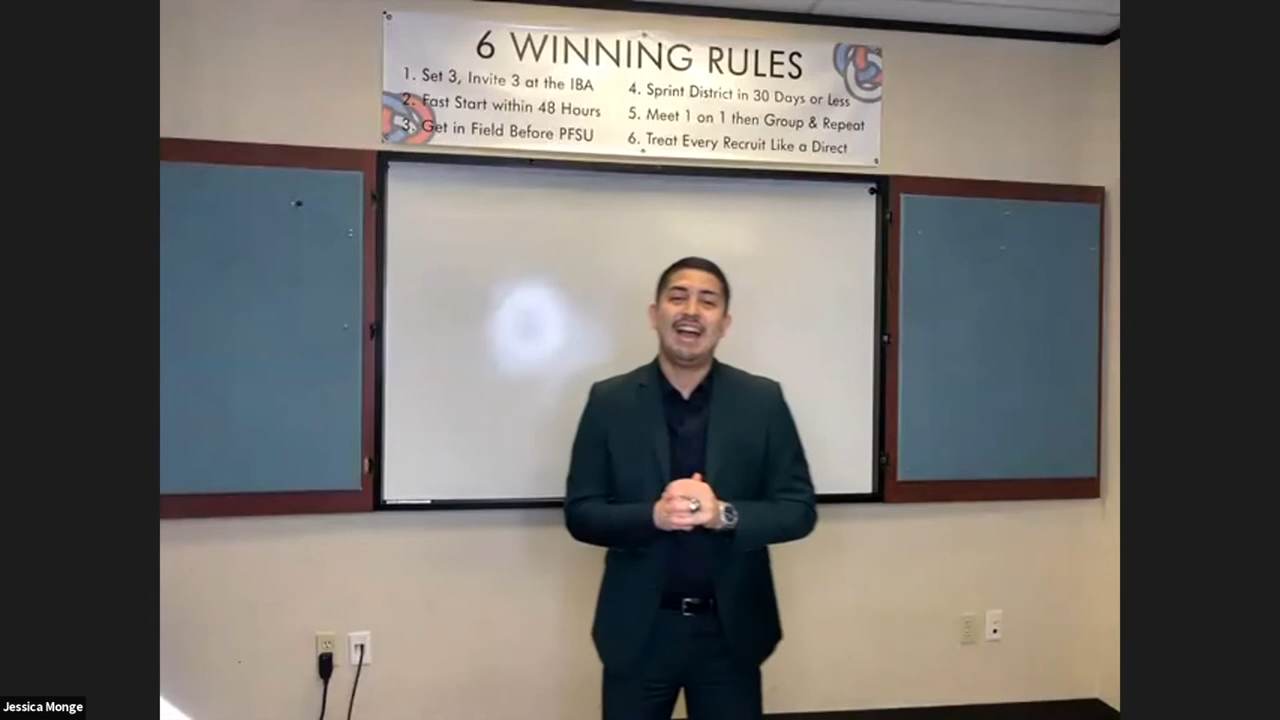 6 WINNING RULES
1. Set 3, Invite 3 at the IBA
2. Fast Start within 48 Hours
3. Get in Field Before PFSU
4. Sprint District in 30 Days or Less
5. Meet 1 on 1 then Group & Repeat
6. Treat Every Recruit Like a Direct
Jessica Monge